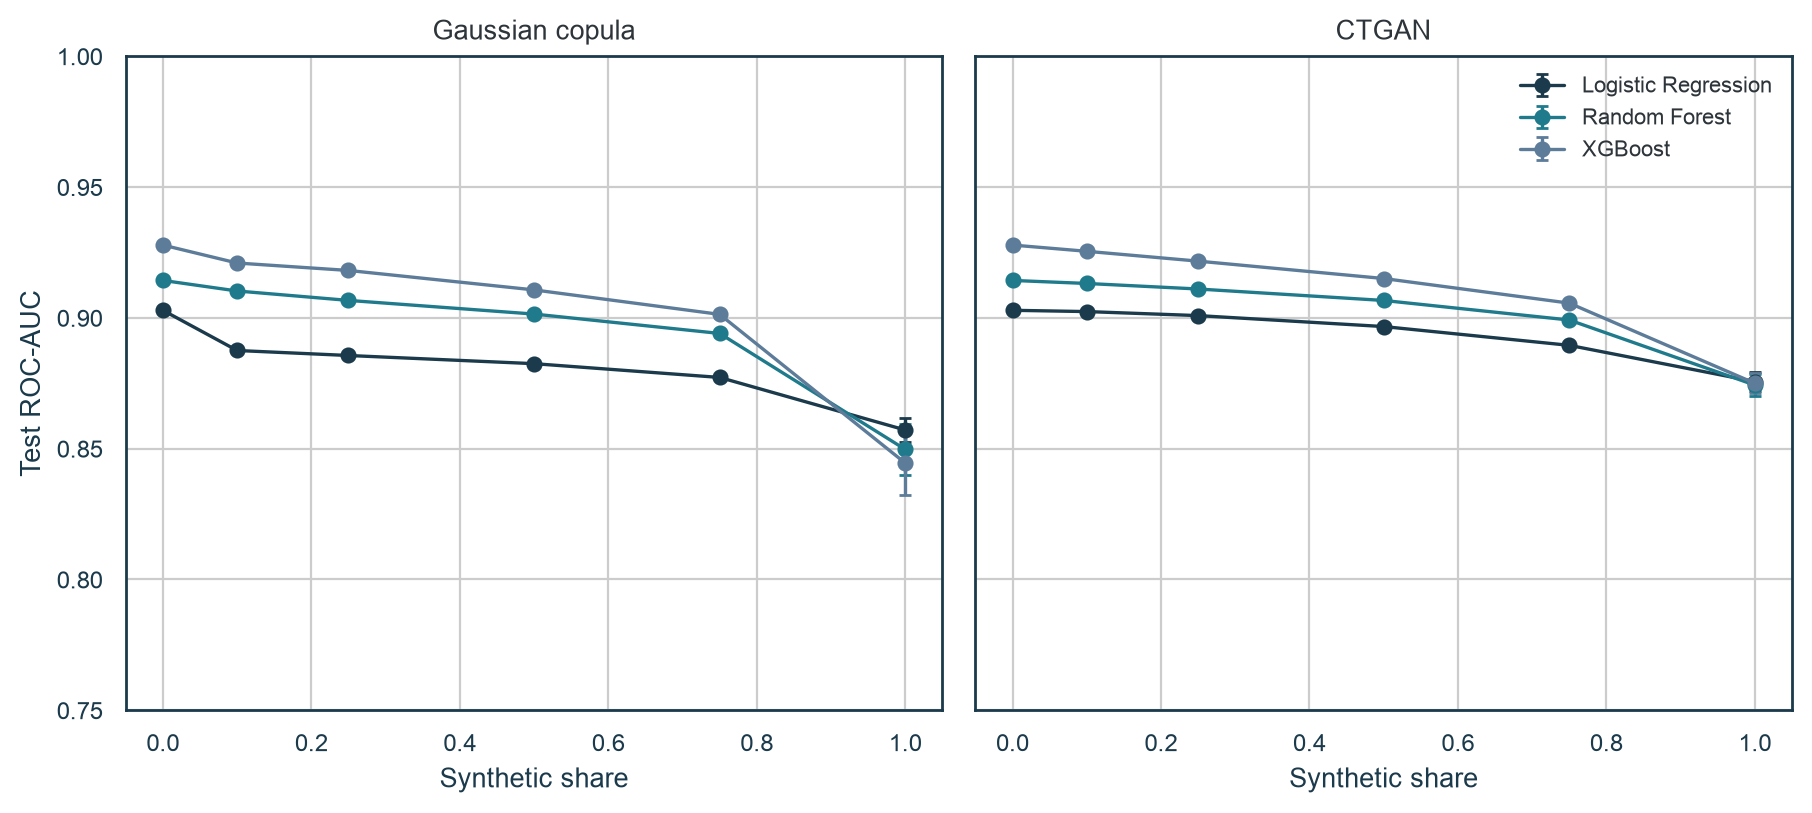 Gaussian copula
CTGAN
Test ROC-AUC
1.00
0.95
0.90
0.85
0.80
0.75
0.0 0.2 0.4 0.6 0.8 1.0
Synthetic share
Logistic Regression
Random Forest
XGBoost
0.0 0.2 0.4 0.6 0.8 1.0
Synthetic share